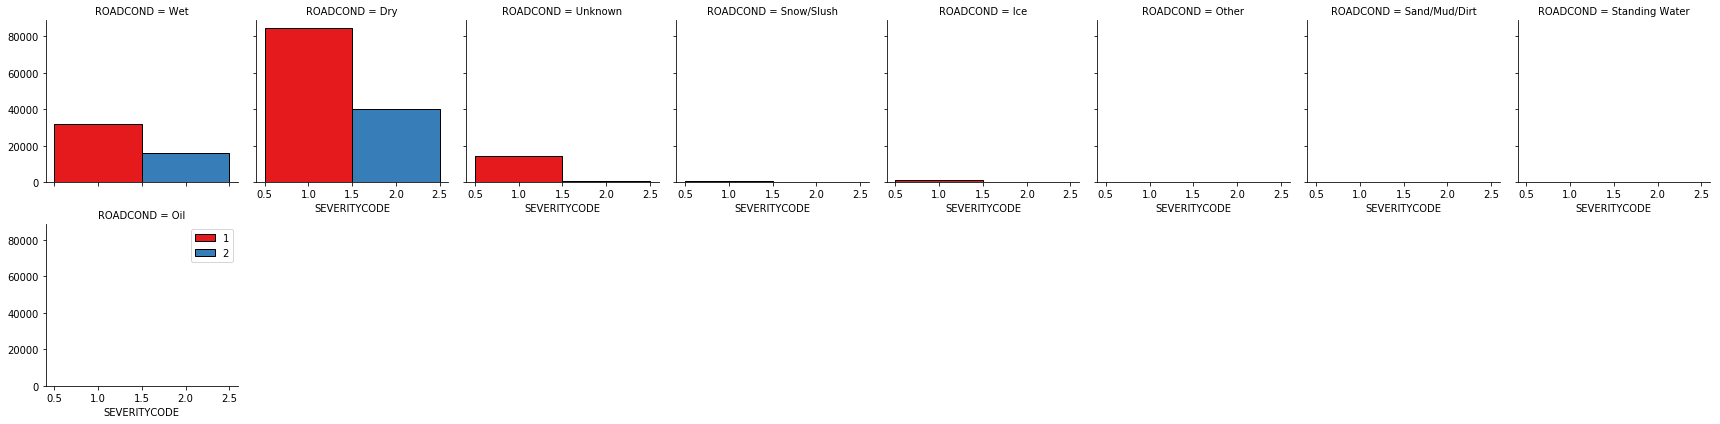 ROADCOND = Wet
ROADCOND = Dry
ROADCOND = Unknown
ROADCOND = Snow/Slush
ROADCOND = Ice
ROADCOND = Other
ROADCOND = Sand/Mud/Dirt
ROADCOND = Standing Water
80000
60000
40000
20000
0
0.5 1.0 1.5 2.0 2.5
SEVERITYCODE
0.5 1.0 1.5 2.0 2.5
SEVERITYCODE
0.5 1.0 1.5 2.0 2.5
SEVERITYCODE
0.5 1.0 1.5 2.0 2.5
SEVERITYCODE
0.5 1.0 1.5 2.0 2.5
SEVERITYCODE
0.5 1.0 1.5 2.0 2.5
SEVERITYCODE
0.5 1.0 1.5 2.0 2.5
SEVERITYCODE
ROADCOND = Oil
1
2
80000
60000
40000
20000
0
0.5 1.0 1.5 2.0 2.5
SEVERITYCODE